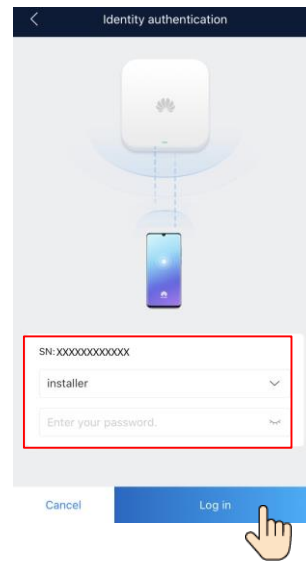 Identity authentication
SN:XXXXXXXXXXXX
installer
Enter your password.
Cancel
Log in